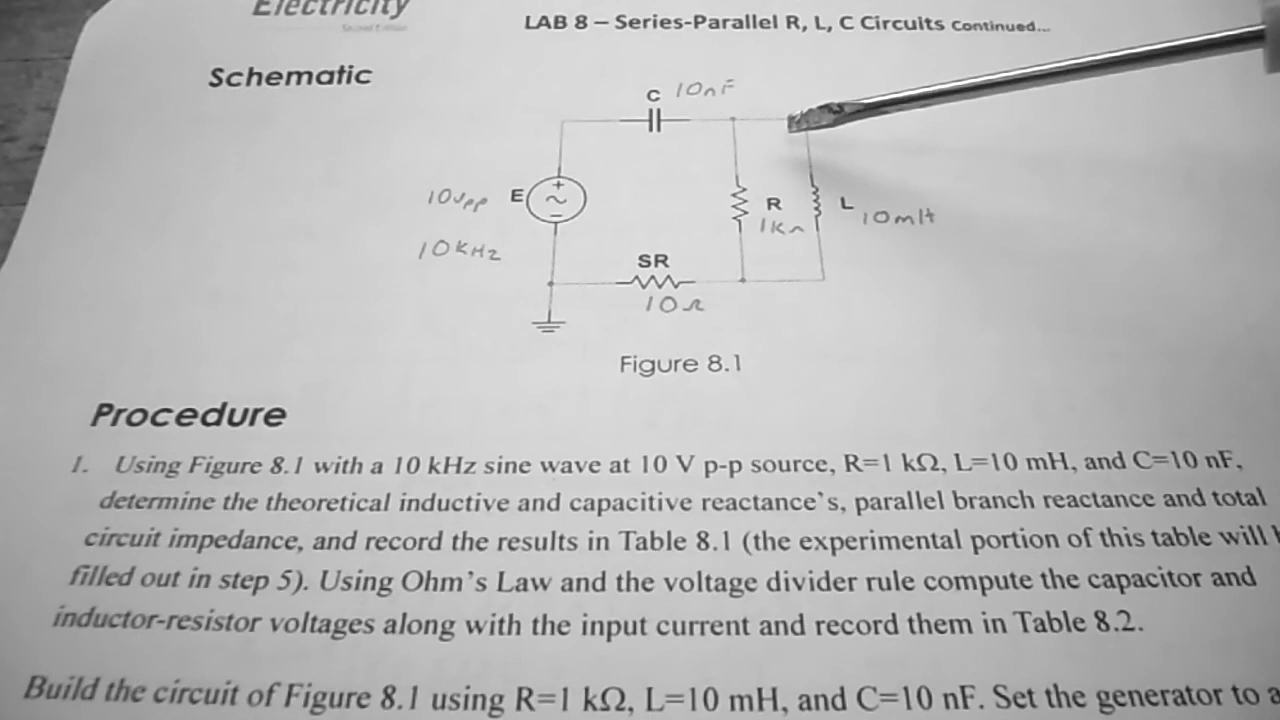 Electricity
Second Edition
LAB 8 – Series-Parallel R, L, C Circuits Continued...
Schematic
C 10nF
10Vpp E + −
R
1KΩ
L 10mH
10KHz
SR
10Ω
Figure 8.1
Procedure
1. Using Figure 8.1 with a 10 kHz sine wave at 10 V p-p source, R=1 kΩ, L=10 mH, and C=10 nF,
determine the theoretical inductive and capacitive reactance's, parallel branch reactance and total
circuit impedance, and record the results in Table 8.1 (the experimental portion of this table will
filled out in step 5). Using Ohm's Law and the voltage divider rule compute the capacitor and
inductor-resistor voltages along with the input current and record them in Table 8.2.
Build the circuit of Figure 8.1 using R=1 kΩ, L=10 mH, and C=10 nF. Set the generator to a